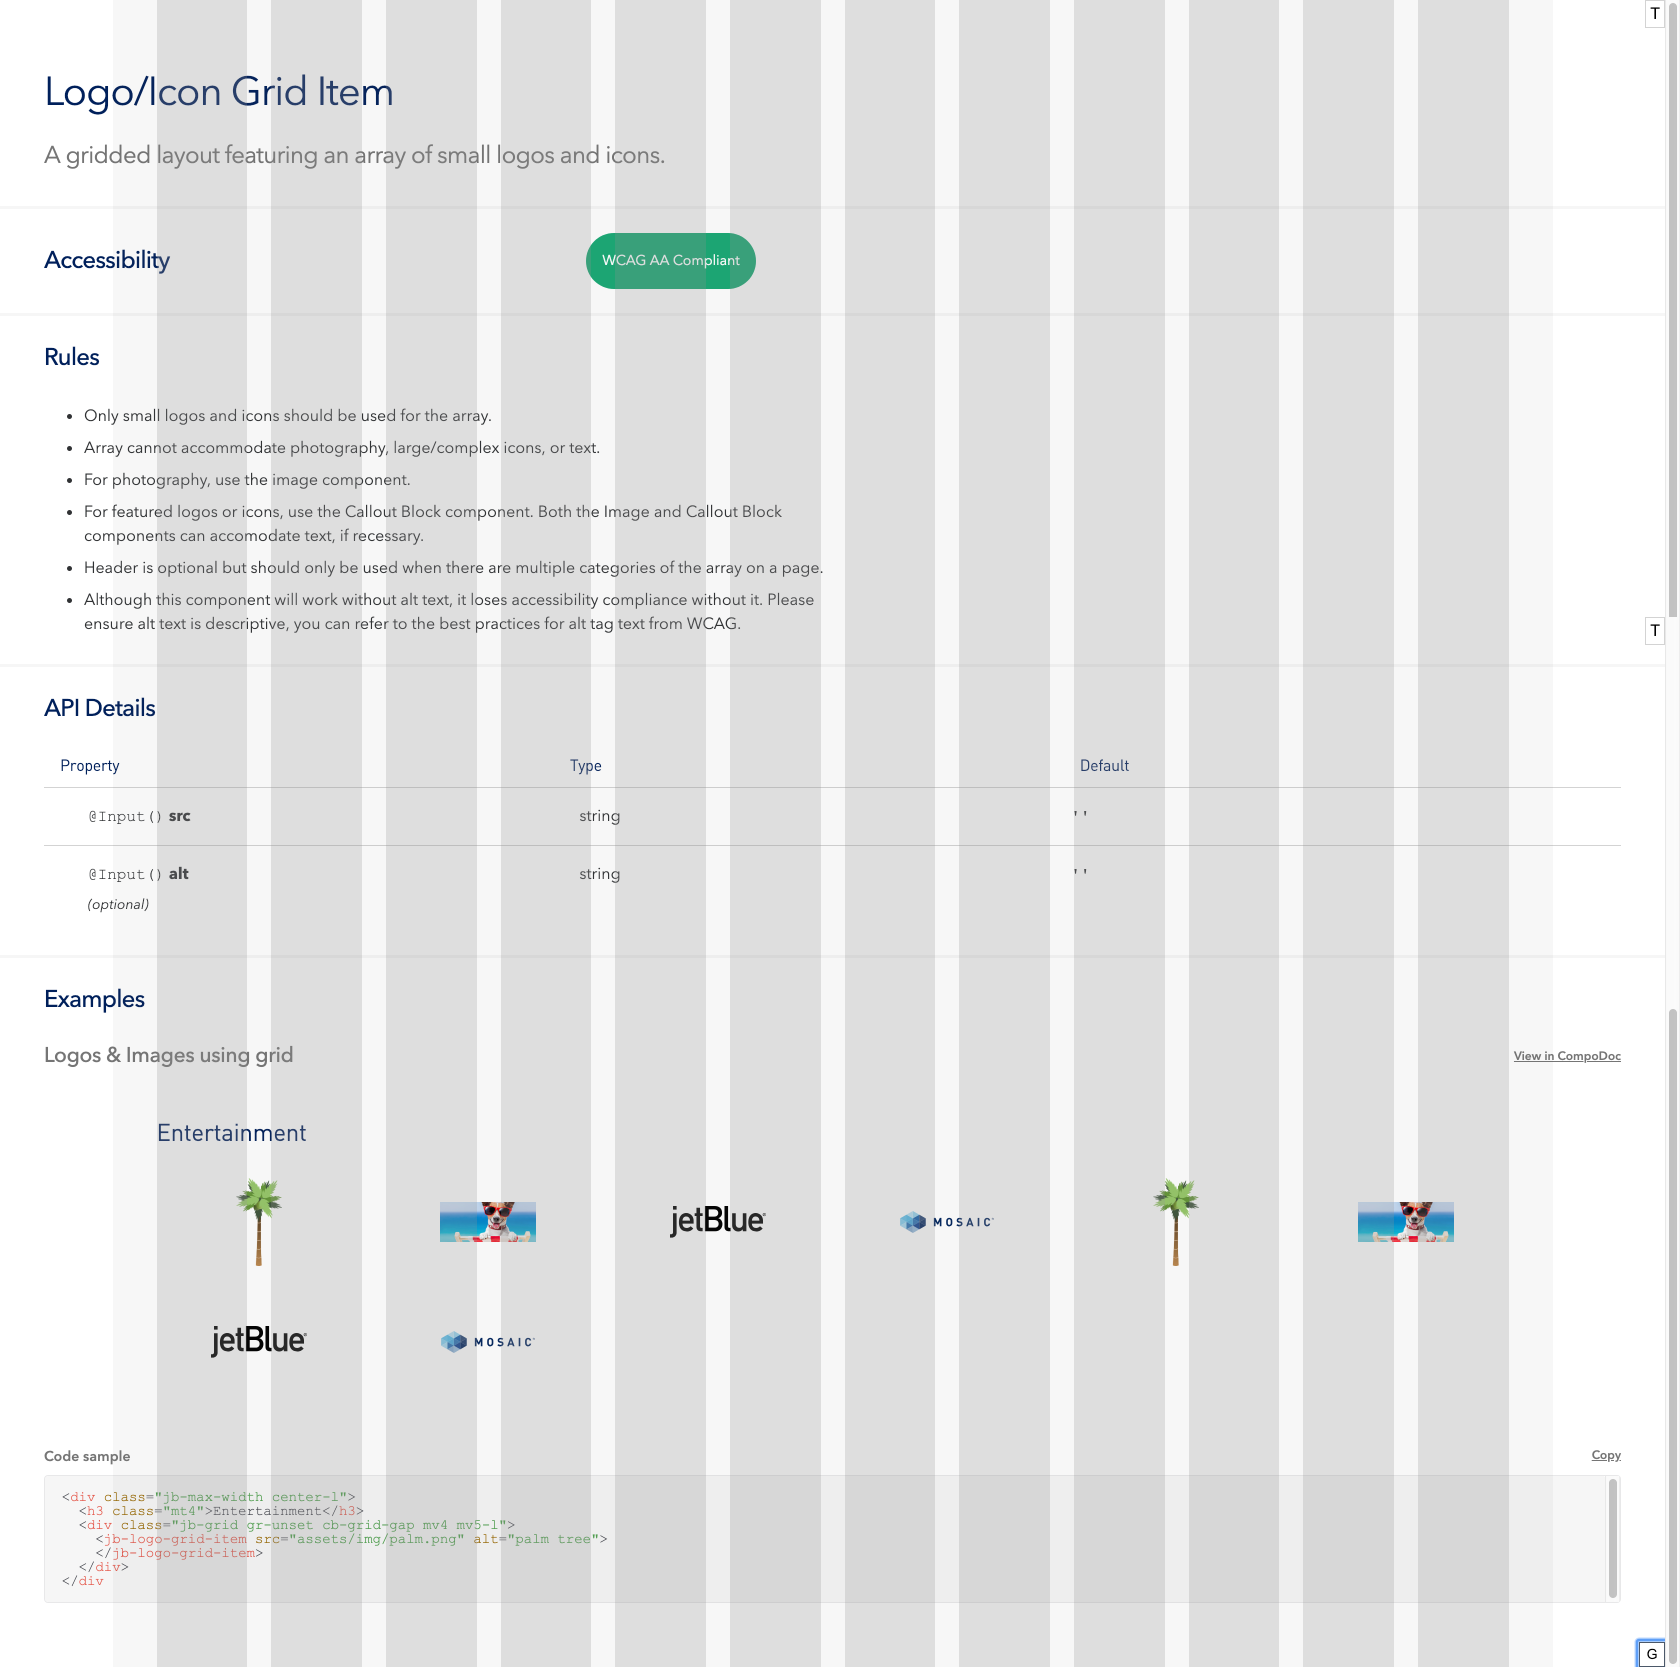 T
Logo/Icon Grid Item
A gridded layout featuring an array of small logos and icons.
Accessibility
WCAG AA Compliant
Rules
• Only small logos and icons should be used for the array.
• Array cannot accommodate photography, large/complex icons, or text.
• For photography, use the image component.
• For featured logos or icons, use the Callout Block component. Both the Image and Callout Block
components can accomodate text, if recessary.
• Header is optional but should only be used when there are multiple categories of the array on a page.
• Although this component will work without alt text, it loses accessibility compliance without it. Please
ensure alt text is descriptive, you can refer to the best practices for alt tag text from WCAG.
T
API Details
Property Type Default
@Input() src string ''
@Input() alt string ''
(optional)
Examples
Logos & Images using grid View in CompoDoc
Entertainment
jetBlue MOSAIC
jetBlue MOSAIC
Code sample Copy
<div class="jb-max-width center-l">
<h3 class="mt4">Entertainment</h3>
<div class="jb-grid gr-unset cb-grid-gap mv4 mv5-l">
<jb-logo-grid-item src="assets/img/palm.png" alt="palm tree">
</jb-logo-grid-item>
</div>
</div
G